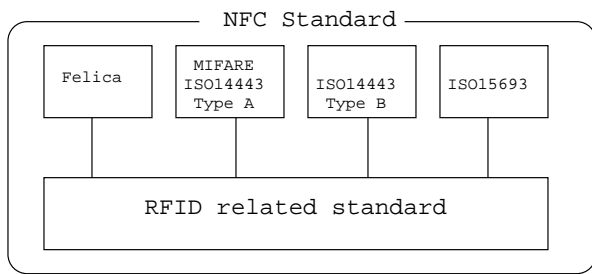 NFC Standard
Felica
MIFARE
ISO14443
Type A
ISO14443
Type B
ISO15693
RFID related standard